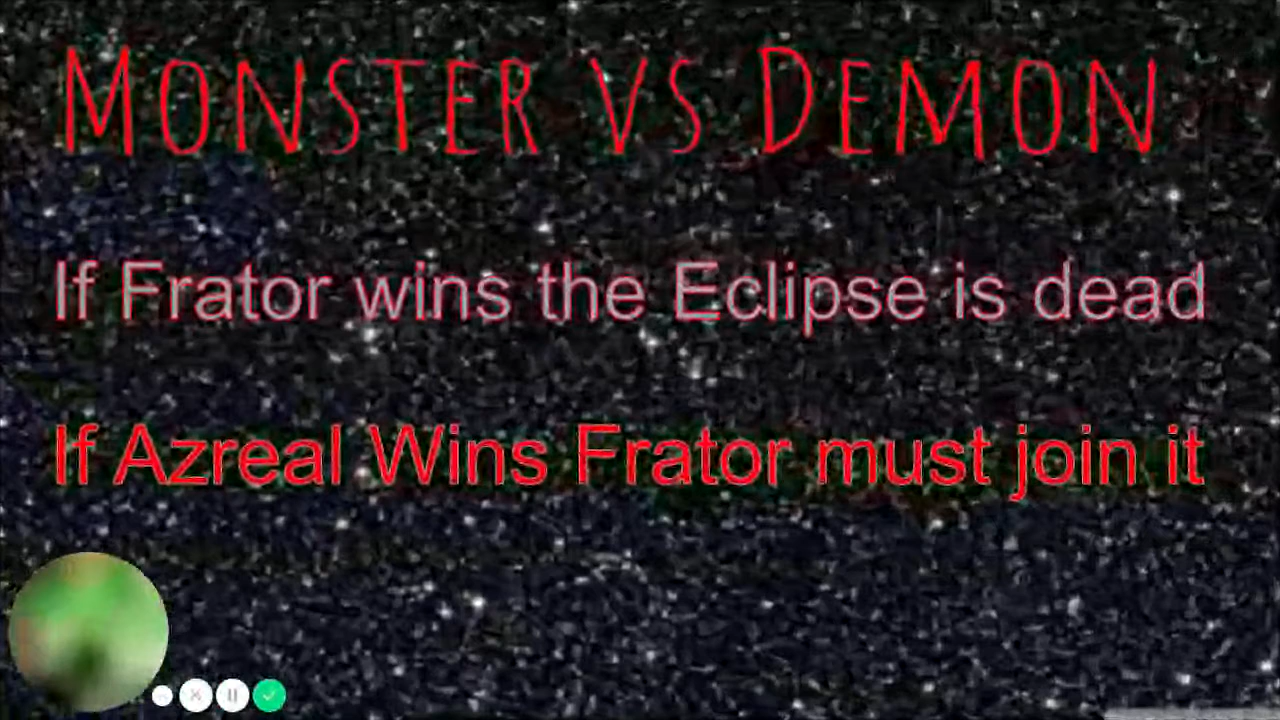 Monster vs Demon
If Frator wins the Eclipse is dead
If Azreal Wins Frator must join it